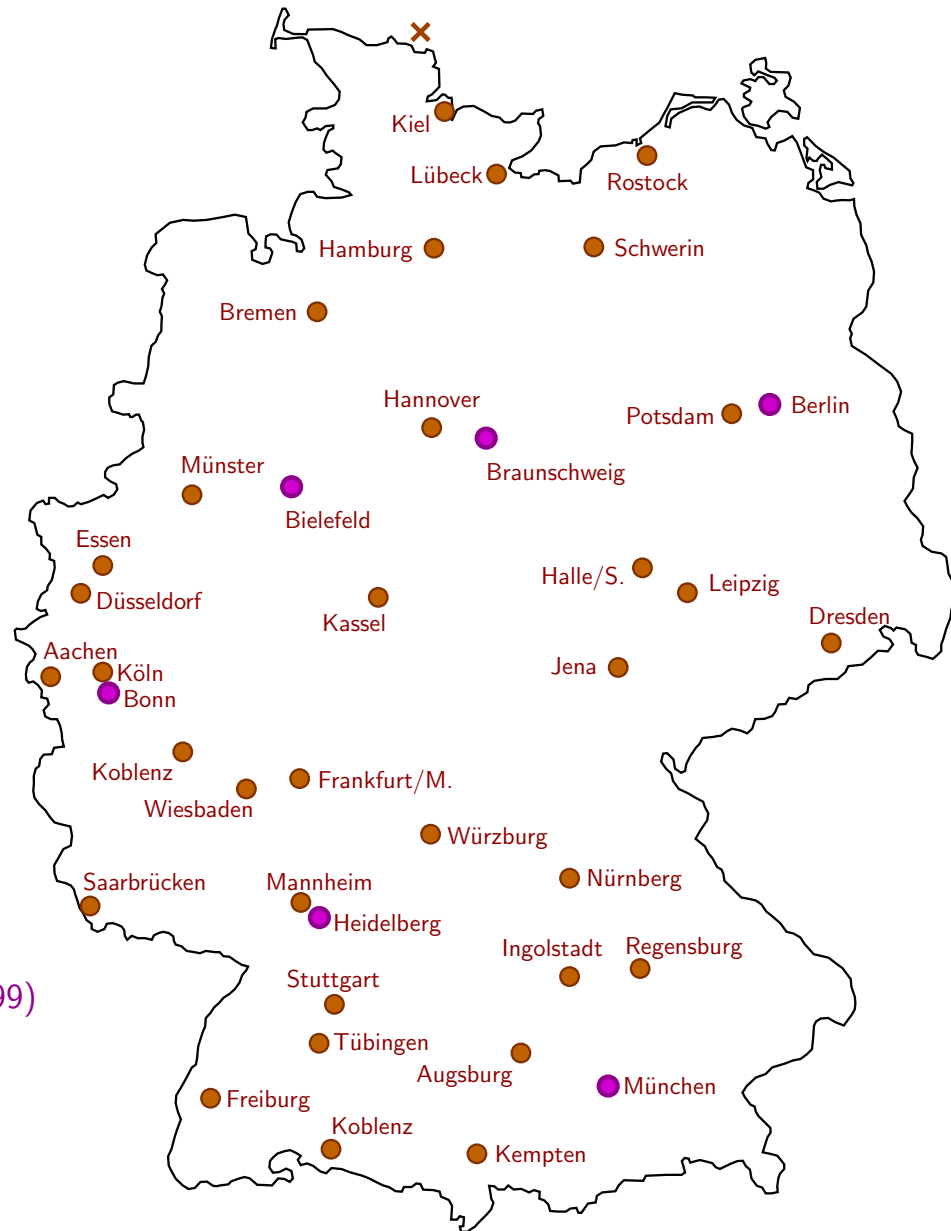 Kiel
Lübeck
Rostock
Hamburg
Schwerin
Bremen
Hannover
Potsdam
Berlin
Braunschweig
Münster
Bielefeld
Essen
Halle/S.
Leipzig
Düsseldorf
Kassel
Dresden
Aachen
Köln
Jena
Bonn
Koblenz
Frankfurt/M.
Wiesbaden
Würzburg
Saarbrücken
Mannheim
Nürnberg
Heidelberg
Ingolstadt
Regensburg
Stuttgart
99)
Tübingen
Augsburg
München
Freiburg
Koblenz
Kempten